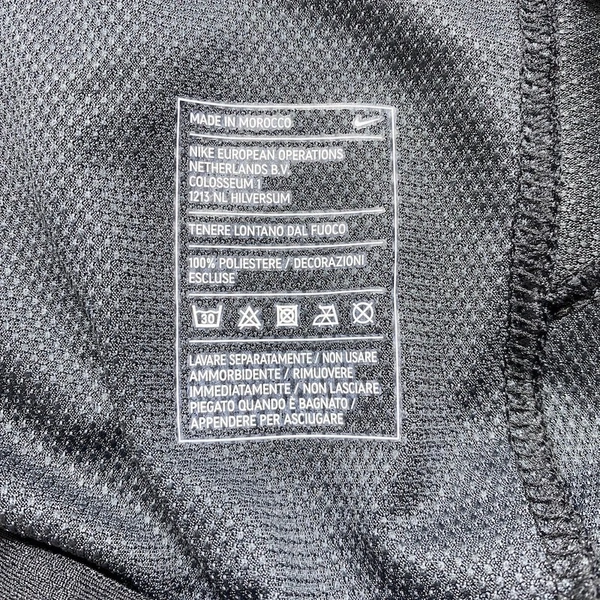 MADE IN MOROCCO
NIKE EUROPEAN OPERATIONS
NETHERLANDS B.V.
COLOSSEUM 1
1213 NL HILVERSUM
TENERE LONTANO DAL FUOCO
100% POLIESTERE / DECORAZIONI
ESCLUSE
30
LAVARE SEPARATAMENTE / NON USARE
AMMORBIDENTE / RIMUOVERE
IMMEDIATAMENTE / NON LASCIARE
PIEGATO QUANDO È BAGNATO /
APPENDERE PER ASCIUGARE